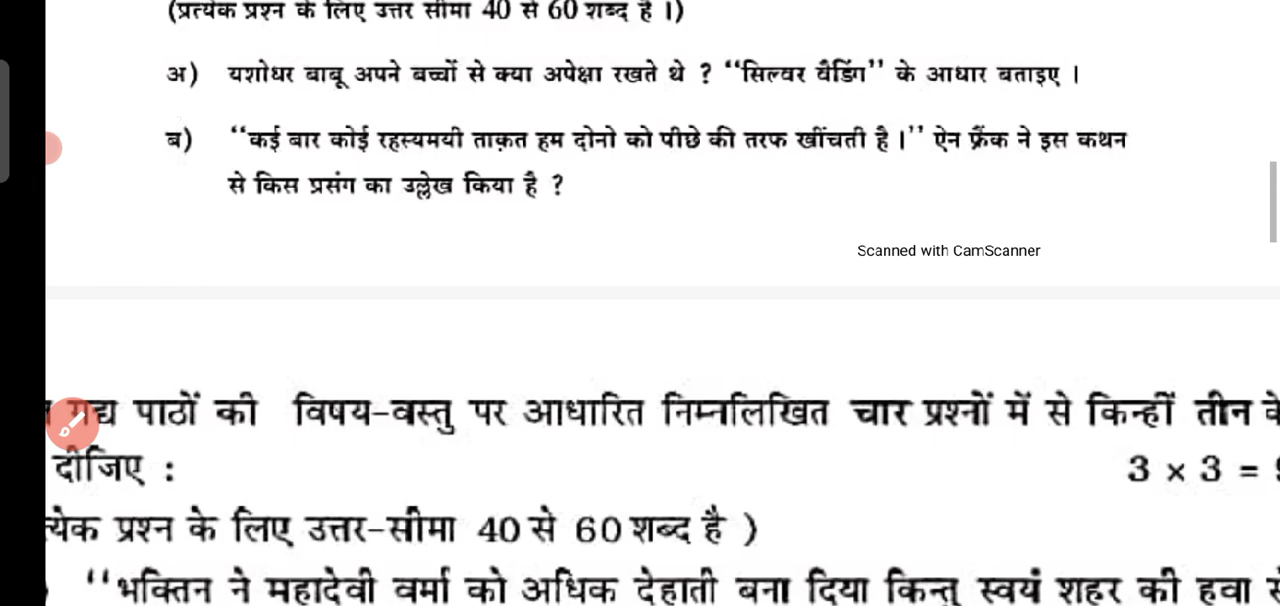 (प्रत्येक प्रश्न के लिए उत्तर सीमा 40 से 60 शब्द है ।)
अ) यशोधर बाबू अपने बच्चों से क्या अपेक्षा रखते थे ? ‘‘सिल्वर वैडिंग’’ के आधार बताइए ।
ब) ‘‘कई बार कोई रहस्यमयी ताक़त हम दोनो को पीछे की तरफ खींचती है ।’’ ऐन फ्रैंक ने इस कथन
से किस प्रसंग का उल्लेख किया है ?
Scanned with CamScanner
गद्य पाठों की विषय-वस्तु पर आधारित निम्नलिखित चार प्रश्नों में से किन्हीं तीन के
दीजिए :
3 × 3 =
त्येक प्रश्न के लिए उत्तर-सीमा 40 से 60 शब्द है )
‘‘भक्तिन ने महादेवी वर्मा को अधिक देहाती बना दिया किन्तु स्वयं शहर की हवा